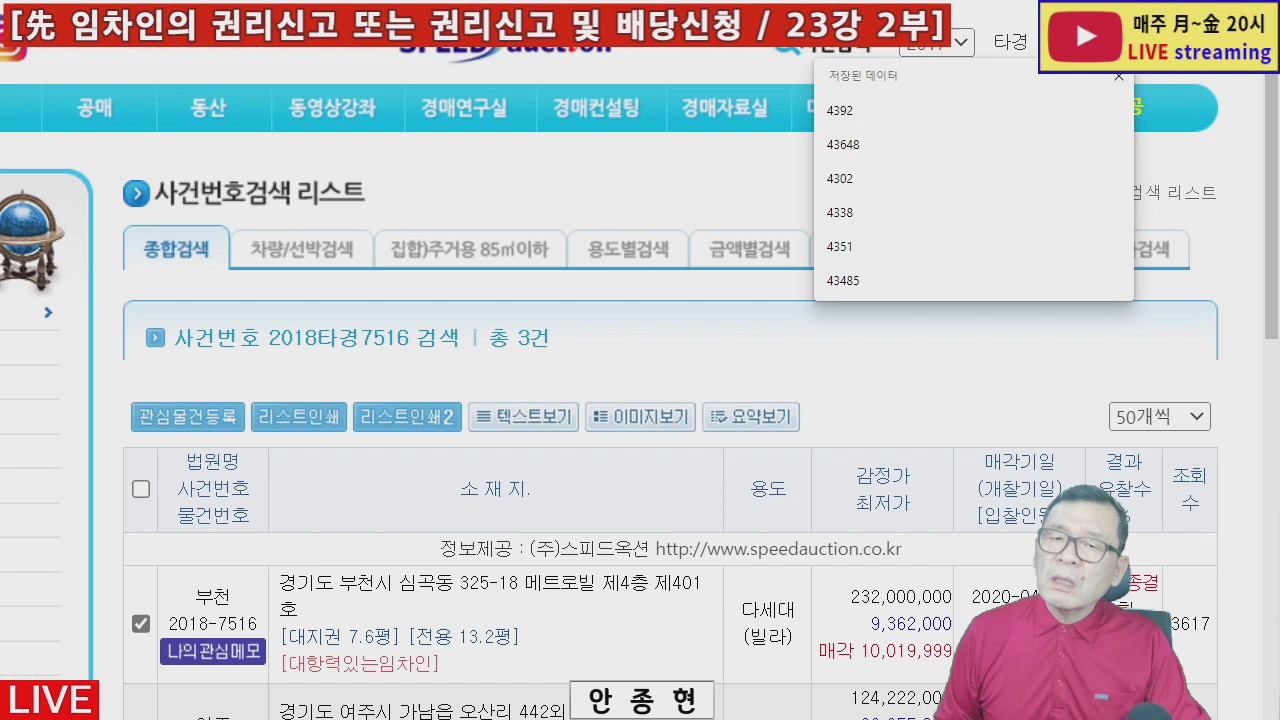 [先 임차인의 권리신고 또는 권리신고 및 배당신청 / 23강 2부]
타경
매주 月~金 20시
LIVE streaming
저장된 데이터
×
4392
43648
4302
4338
4351
43485
공매
동산
동영상강좌
경매연구실
경매컨설팅
경매자료실
사건번호검색 리스트
검색 리스트
종합검색
차량/선박검색
집합)주거용 85㎡이하
용도별검색
금액별검색
사건번호 2018타경7516 검색 | 총 3건
관심물건등록
리스트인쇄
리스트인쇄2
텍스트보기
이미지보기
요약보기
50개씩
법원명
사건번호
물건번호
소 재 지.
용도
감정가
최저가
매각기일
(개찰기일)
결과
조회
수
정보제공 : (주)스피드옥션 http://www.speedauction.co.kr
부천
2018-7516
나의관심메모
경기도 부천시 심곡동 325-18 메트로빌 제4층 제401
호
[대지권 7.6평] [전용 13.2평]
[대항력있는임차인]
다세대
(빌라)
232,000,000
9,362,000
매각 10,019,999
3617
경기도 여주시 가남읍 오산리 442외
LIVE
안 종 현